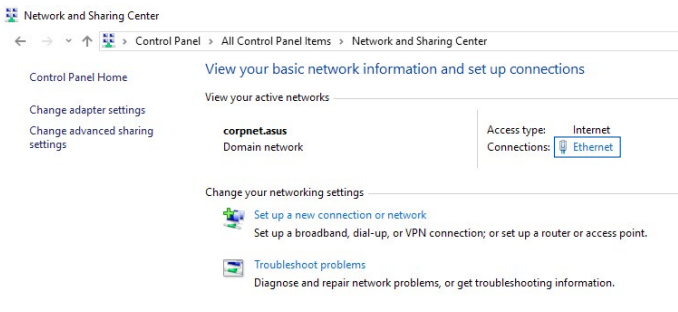 Network and Sharing Center
Control Panel > All Control Panel Items > Network and Sharing Center
Control Panel Home
Change adapter settings
Change advanced sharing
settings
View your basic network information and set up connections
View your active networks
corpnet.asus
Domain network
Access type: Internet
Connections: Ethernet
Change your networking settings
Set up a new connection or network
Set up a broadband, dial-up, or VPN connection; or set up a router or access point.
Troubleshoot problems
Diagnose and repair network problems, or get troubleshooting information.